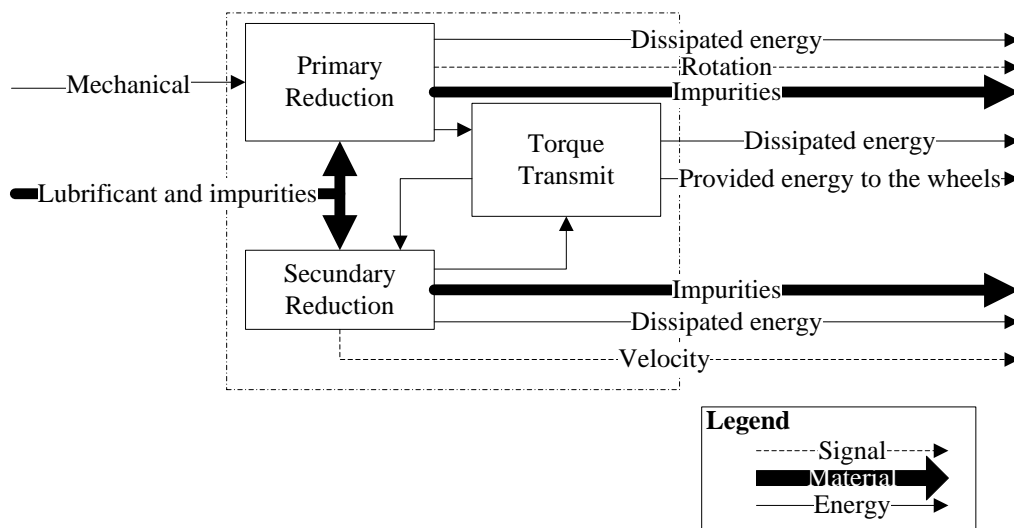 Dissipated energy
Primary
Reduction
Rotation
Mechanical
Impurities
Torque
Transmit
Dissipated energy
Provided energy to the wheels
Lubrificant and impurities
Secundary
Reduction
Impurities
Dissipated energy
Velocity
Legend
Signal
Material
Energy